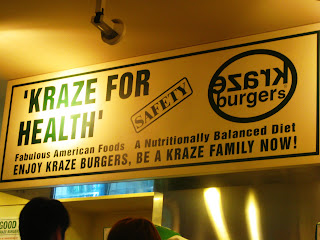 'KRAZE FOR
HEALTH'
SAFETY
kraze
burgers
Fabulous American Foods A Nutritionally Balanced Diet
ENJOY KRAZE BURGERS, BE A KRAZE FAMILY NOW!
GOOD